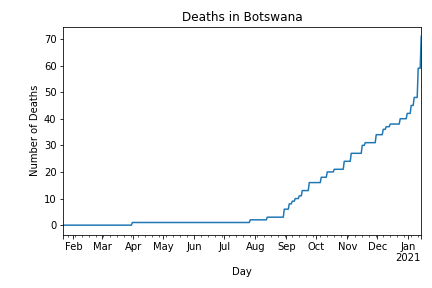 Deaths in Botswana
Number of Deaths
70
60
50
40
30
20
10
0
Feb Mar Apr May Jun Jul Aug Sep Oct Nov Dec Jan
2021
Day